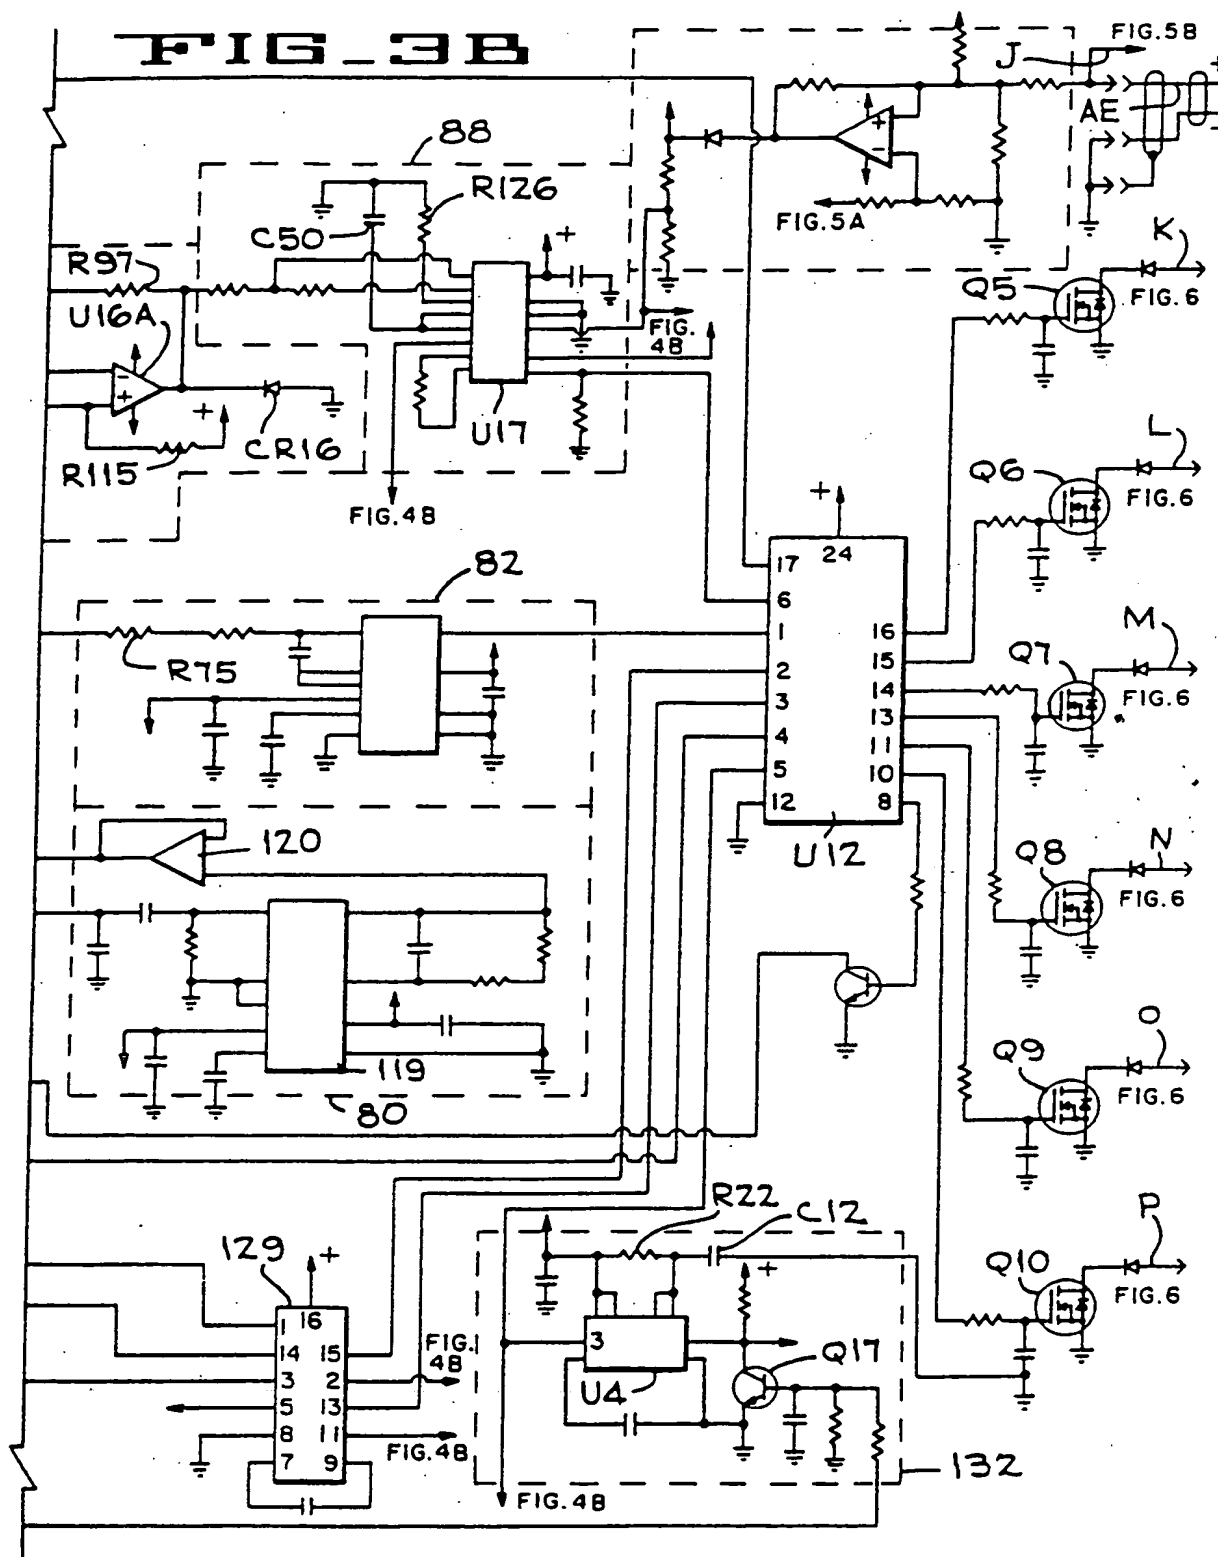 FIG_3B
J
FIG.5B
+
AE
-
88
R126
C50
+
-
FIG.5A
K
R97
U16A
+
Q5
FIG.6
FIG.
4B
-
+
+
U17
R115
CR16
L
Q6
FIG.6
FIG.4B
+
24
82
17
6
1
16
M
Q7
R75
2
15
FIG.6
3
14
13
4
11
5
10
12
8
120
U12
N
Q8
FIG.6
O
Q9
119
FIG.6
80
R22
C12
P
129
+
+
Q10
FIG.6
16
1
FIG.
4B
14
15
3
Q17
3
2
U4
5
13
8
11
FIG.4B
7
9
132
FIG.4B